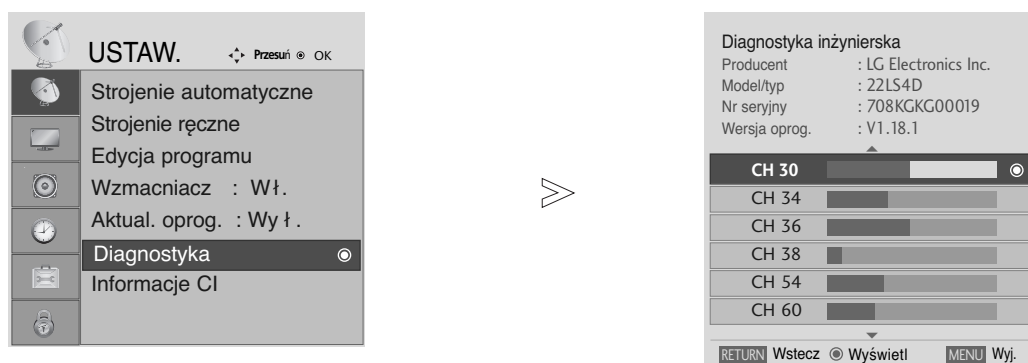 USTAW. Przesuń OK
Strojenie automatyczne
Strojenie ręczne
Edycja programu
Wzmacniacz : Wł.
Aktual. oprog. : Wył.
Diagnostyka
Informacje CI
Diagnostyka inżynierska
Producent : LG Electronics Inc.
Model/typ : 22LS4D
Nr seryjny : 708KGKG00019
Wersja oprog. : V1.18.1
CH 30
CH 34
CH 36
CH 38
CH 54
CH 60
RETURN Wstecz Wyświetl MENU Wyj.